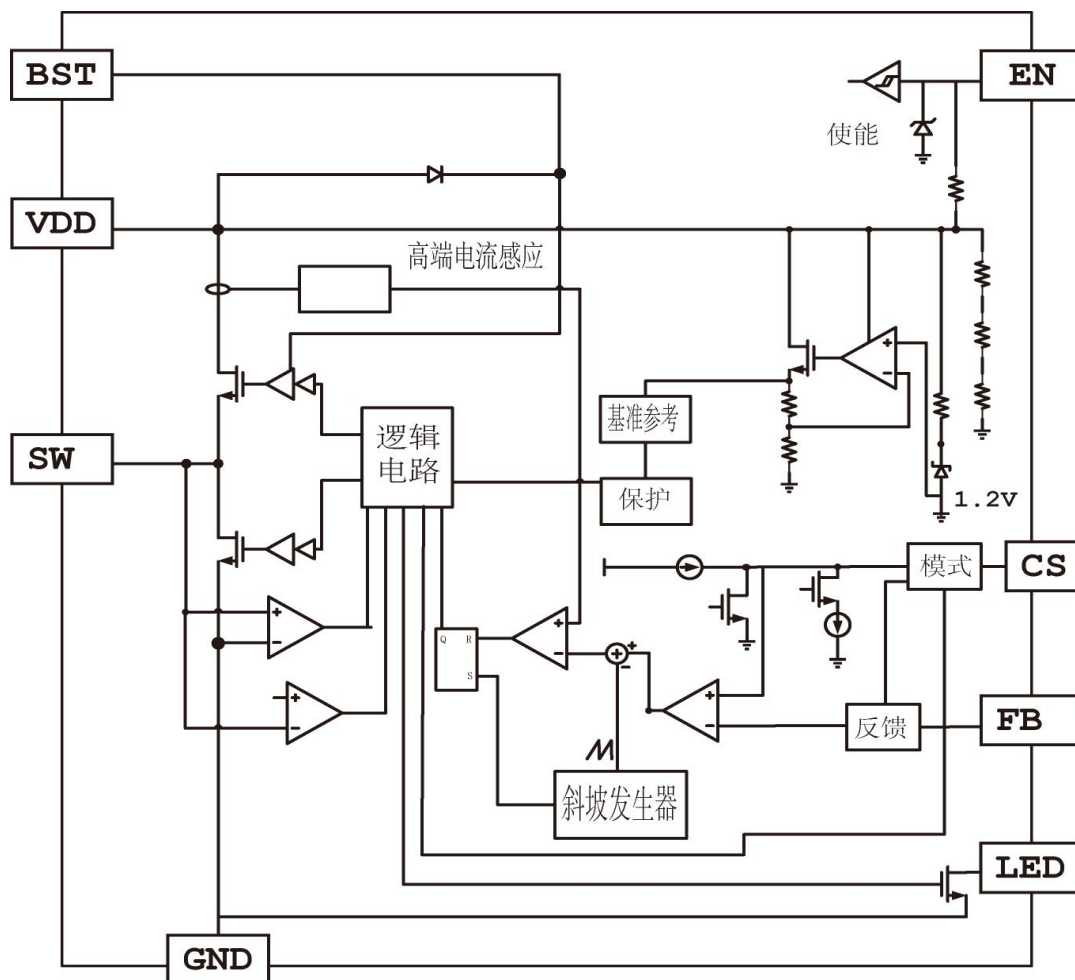 BST
EN
使能
VDD
高端电流感应
+
-
基准参考
逻辑
电路
SW
保护
1.2V
模式
CS
+
-
Q R
S
+
-
+
-
+
+
-
+
-
反馈
FB
斜坡发生器
LED
GND